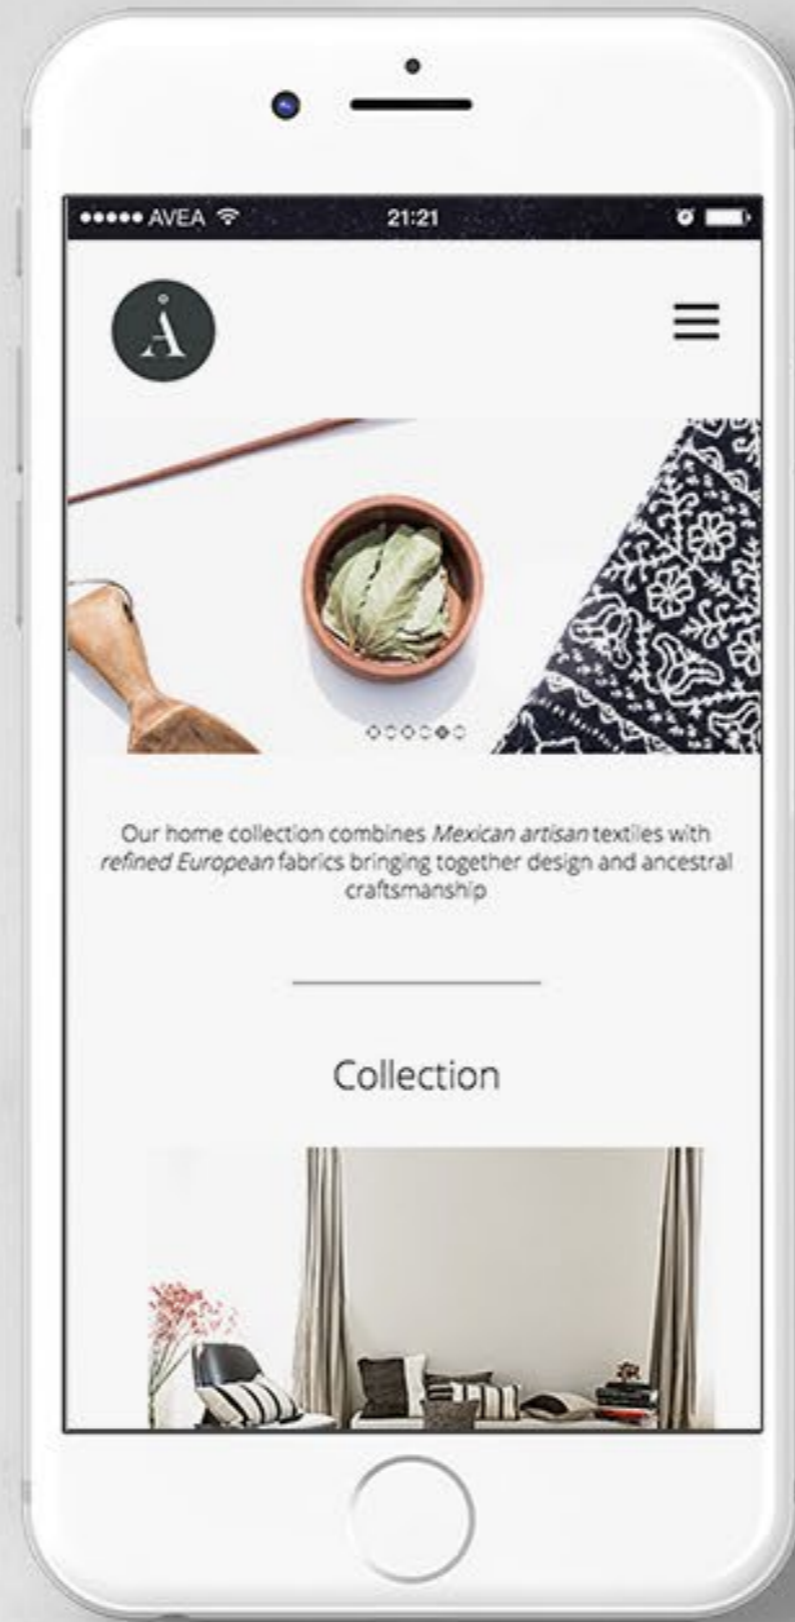 AVEA
21:21
Å
Our home collection combines Mexican artisan textiles with
refined European fabrics bringing together design and ancestral
craftsmanship
Collection